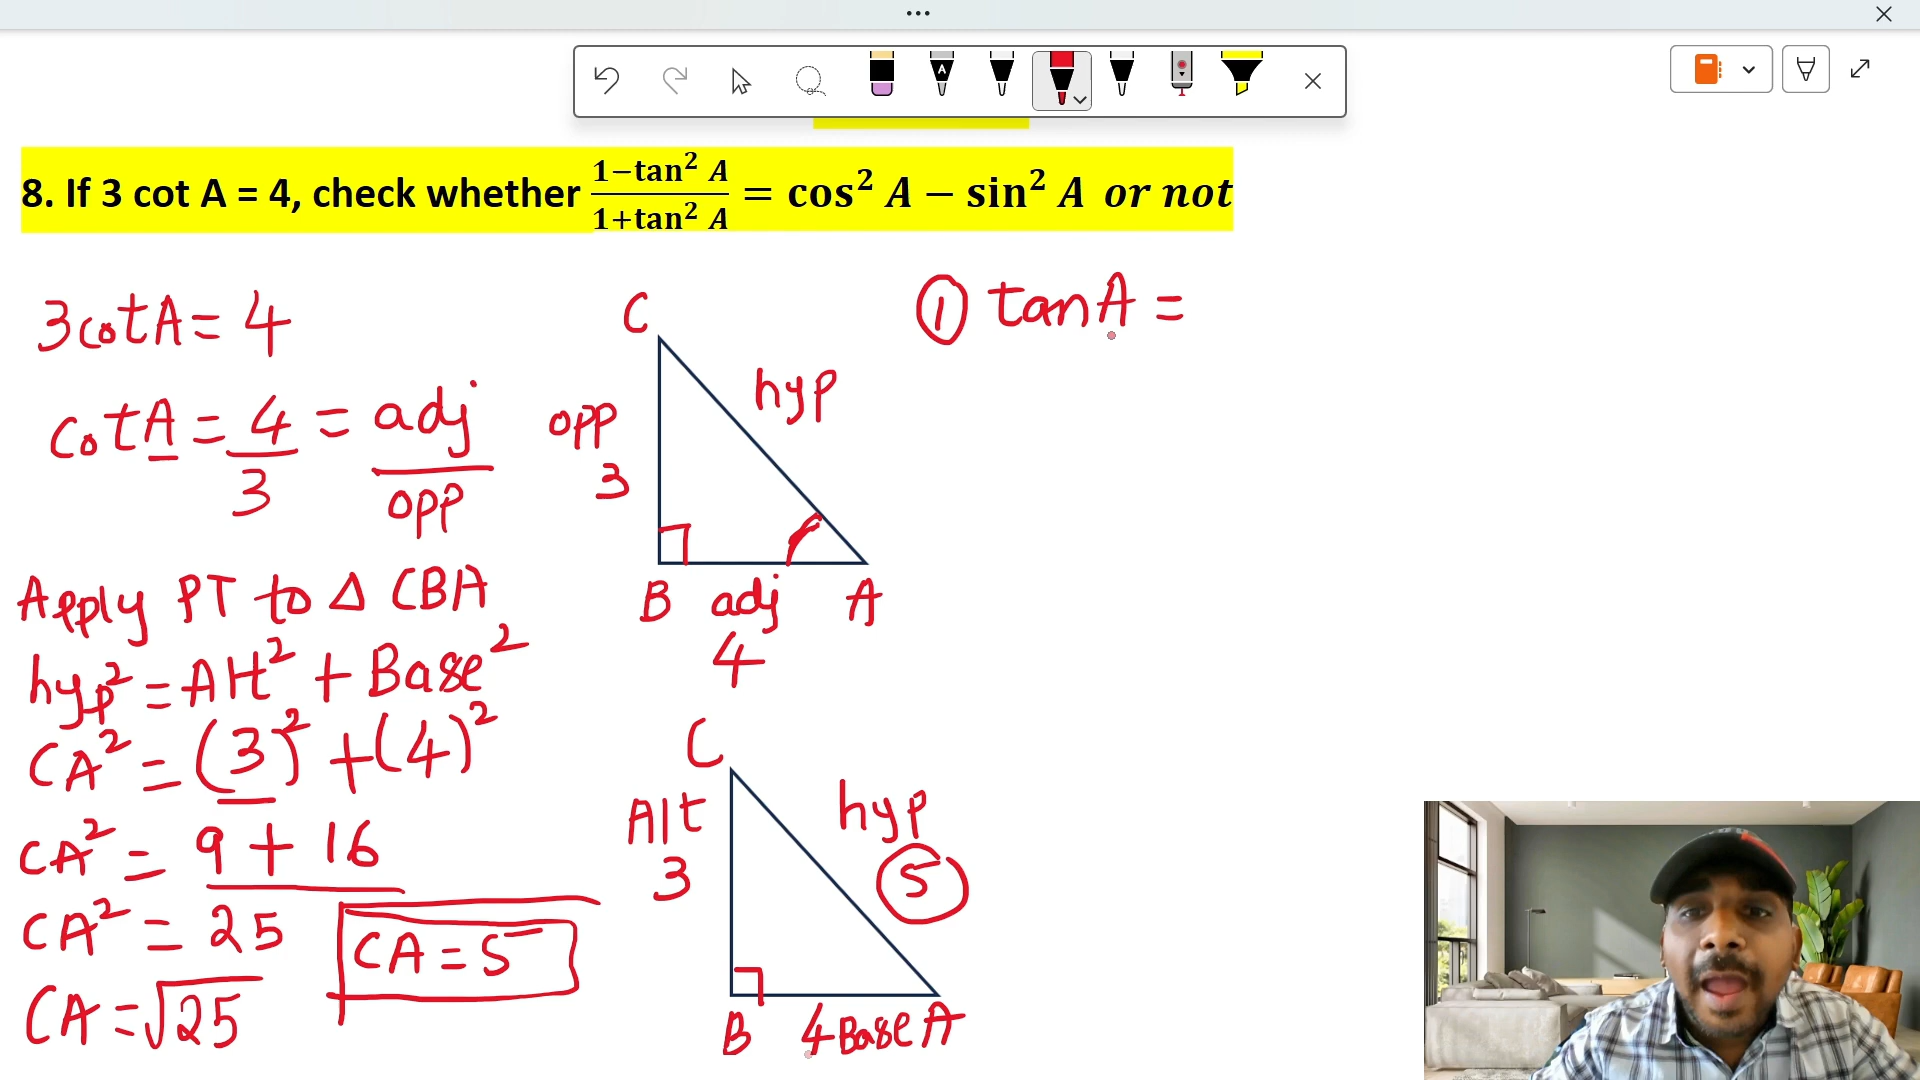 8. If 3 cot A = 4, check whether (1−tan² A)/(1+tan² A) = cos² A − sin² A or not
3cotA = 4
cotA = 4/3 = adj/opp
Apply PT to Δ CBA
hyp² = Alt² + Base²
CA² = (3)² + (4)²
CA² = 9 + 16
CA² = 25
CA = √25
CA = 5
C
opp
3
hyp
B adj A
4
C
Alt
3
hyp
5
B 4 Base A
① tanA =
A